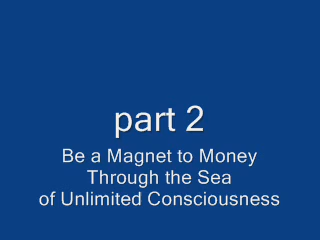 part 2
Be a Magnet to Money
Through the Sea
of Unlimited Consciousness